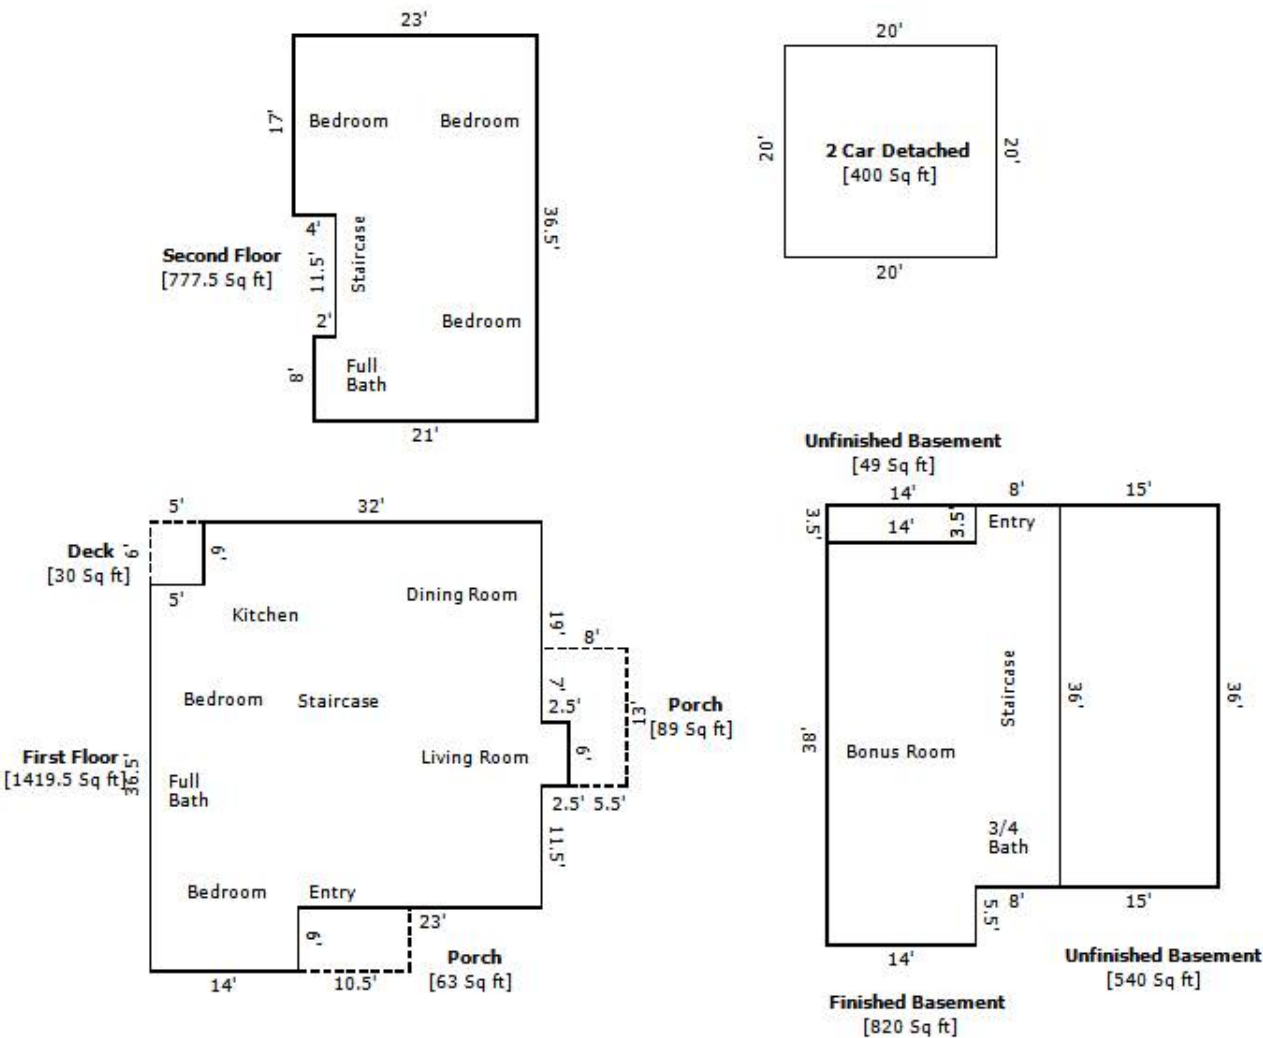 23'
17'
Bedroom
Bedroom
4'
Staircase
36.5'
Second Floor
[777.5 Sq ft]
11.5'
2'
Bedroom
8'
Full
Bath
21'
20'
20'
2 Car Detached
[400 Sq ft]
20'
20'
5'
32'
Deck
[30 Sq ft]
6'
6'
5'
Kitchen
Dining Room
19'
8'
Bedroom
Staircase
7'
2.5'
13'
Porch
[89 Sq ft]
First Floor
[1419.5 Sq ft]
36.5'
Living Room
6'
Full
Bath
2.5'
5.5'
11.5'
Bedroom
Entry
23'
6'
Porch
[63 Sq ft]
14'
10.5'
Unfinished Basement
[49 Sq ft]
14'
8'
15'
3.5'
14'
3.5'
Entry
Staircase
36'
36'
38'
Bonus Room
3/4
Bath
8'
15'
5.5'
14'
Unfinished Basement
[540 Sq ft]
Finished Basement
[820 Sq ft]